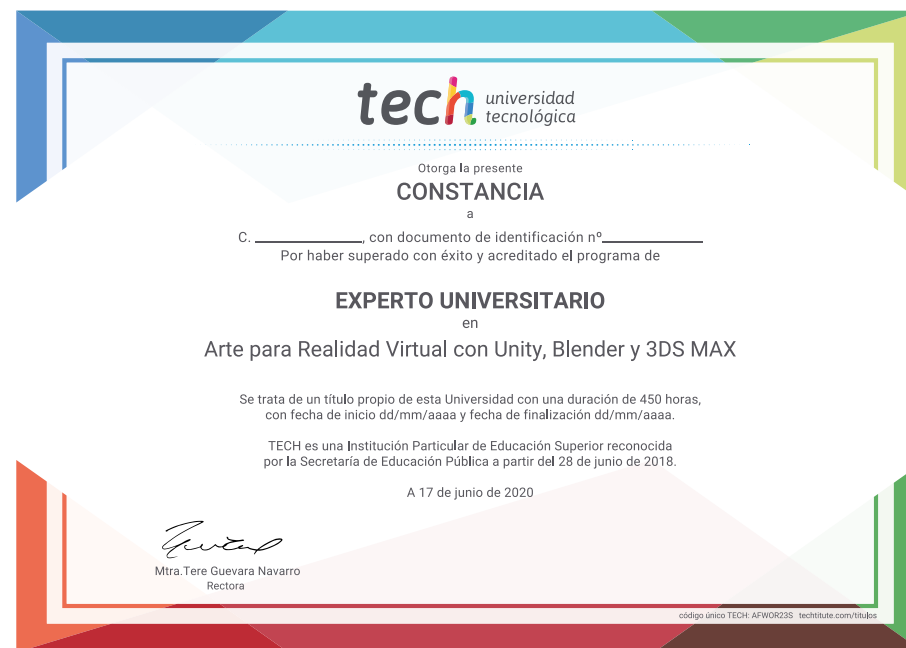 tech universidad
tecnológica
Otorga la presente
CONSTANCIA
a
C. ____________, con documento de identificación nº____________
Por haber superado con éxito y acreditado el programa de
EXPERTO UNIVERSITARIO
en
Arte para Realidad Virtual con Unity, Blender y 3DS MAX
Se trata de un título propio de esta Universidad con una duración de 450 horas,
con fecha de inicio dd/mm/aaaa y fecha de finalización dd/mm/aaaa.
TECH es una Institución Particular de Educación Superior reconocida
por la Secretaría de Educación Pública a partir del 28 de junio de 2018.
A 17 de junio de 2020
Mtra.Tere Guevara Navarro
Rectora
código único TECH: AFWOR23S techtitute.com/titulos